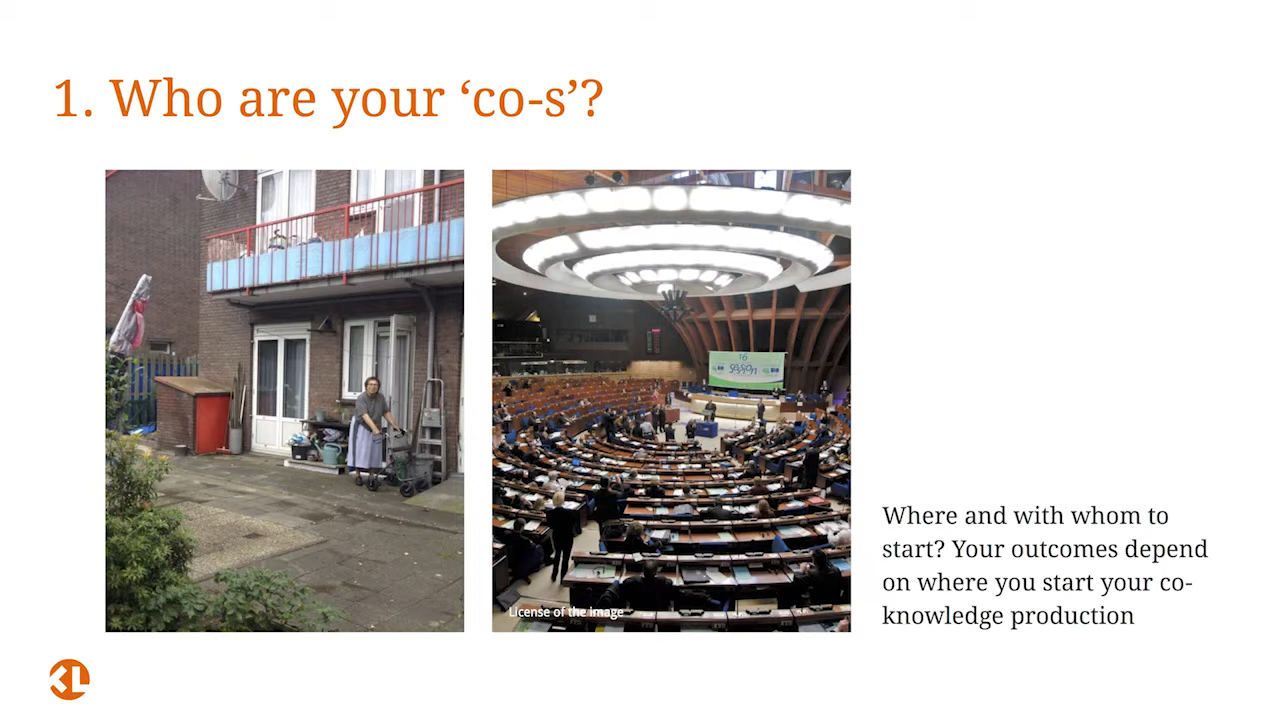 1. Who are your ‘co-s’?
16
License of the image
Where and with whom to
start? Your outcomes depend
on where you start your co-
knowledge production